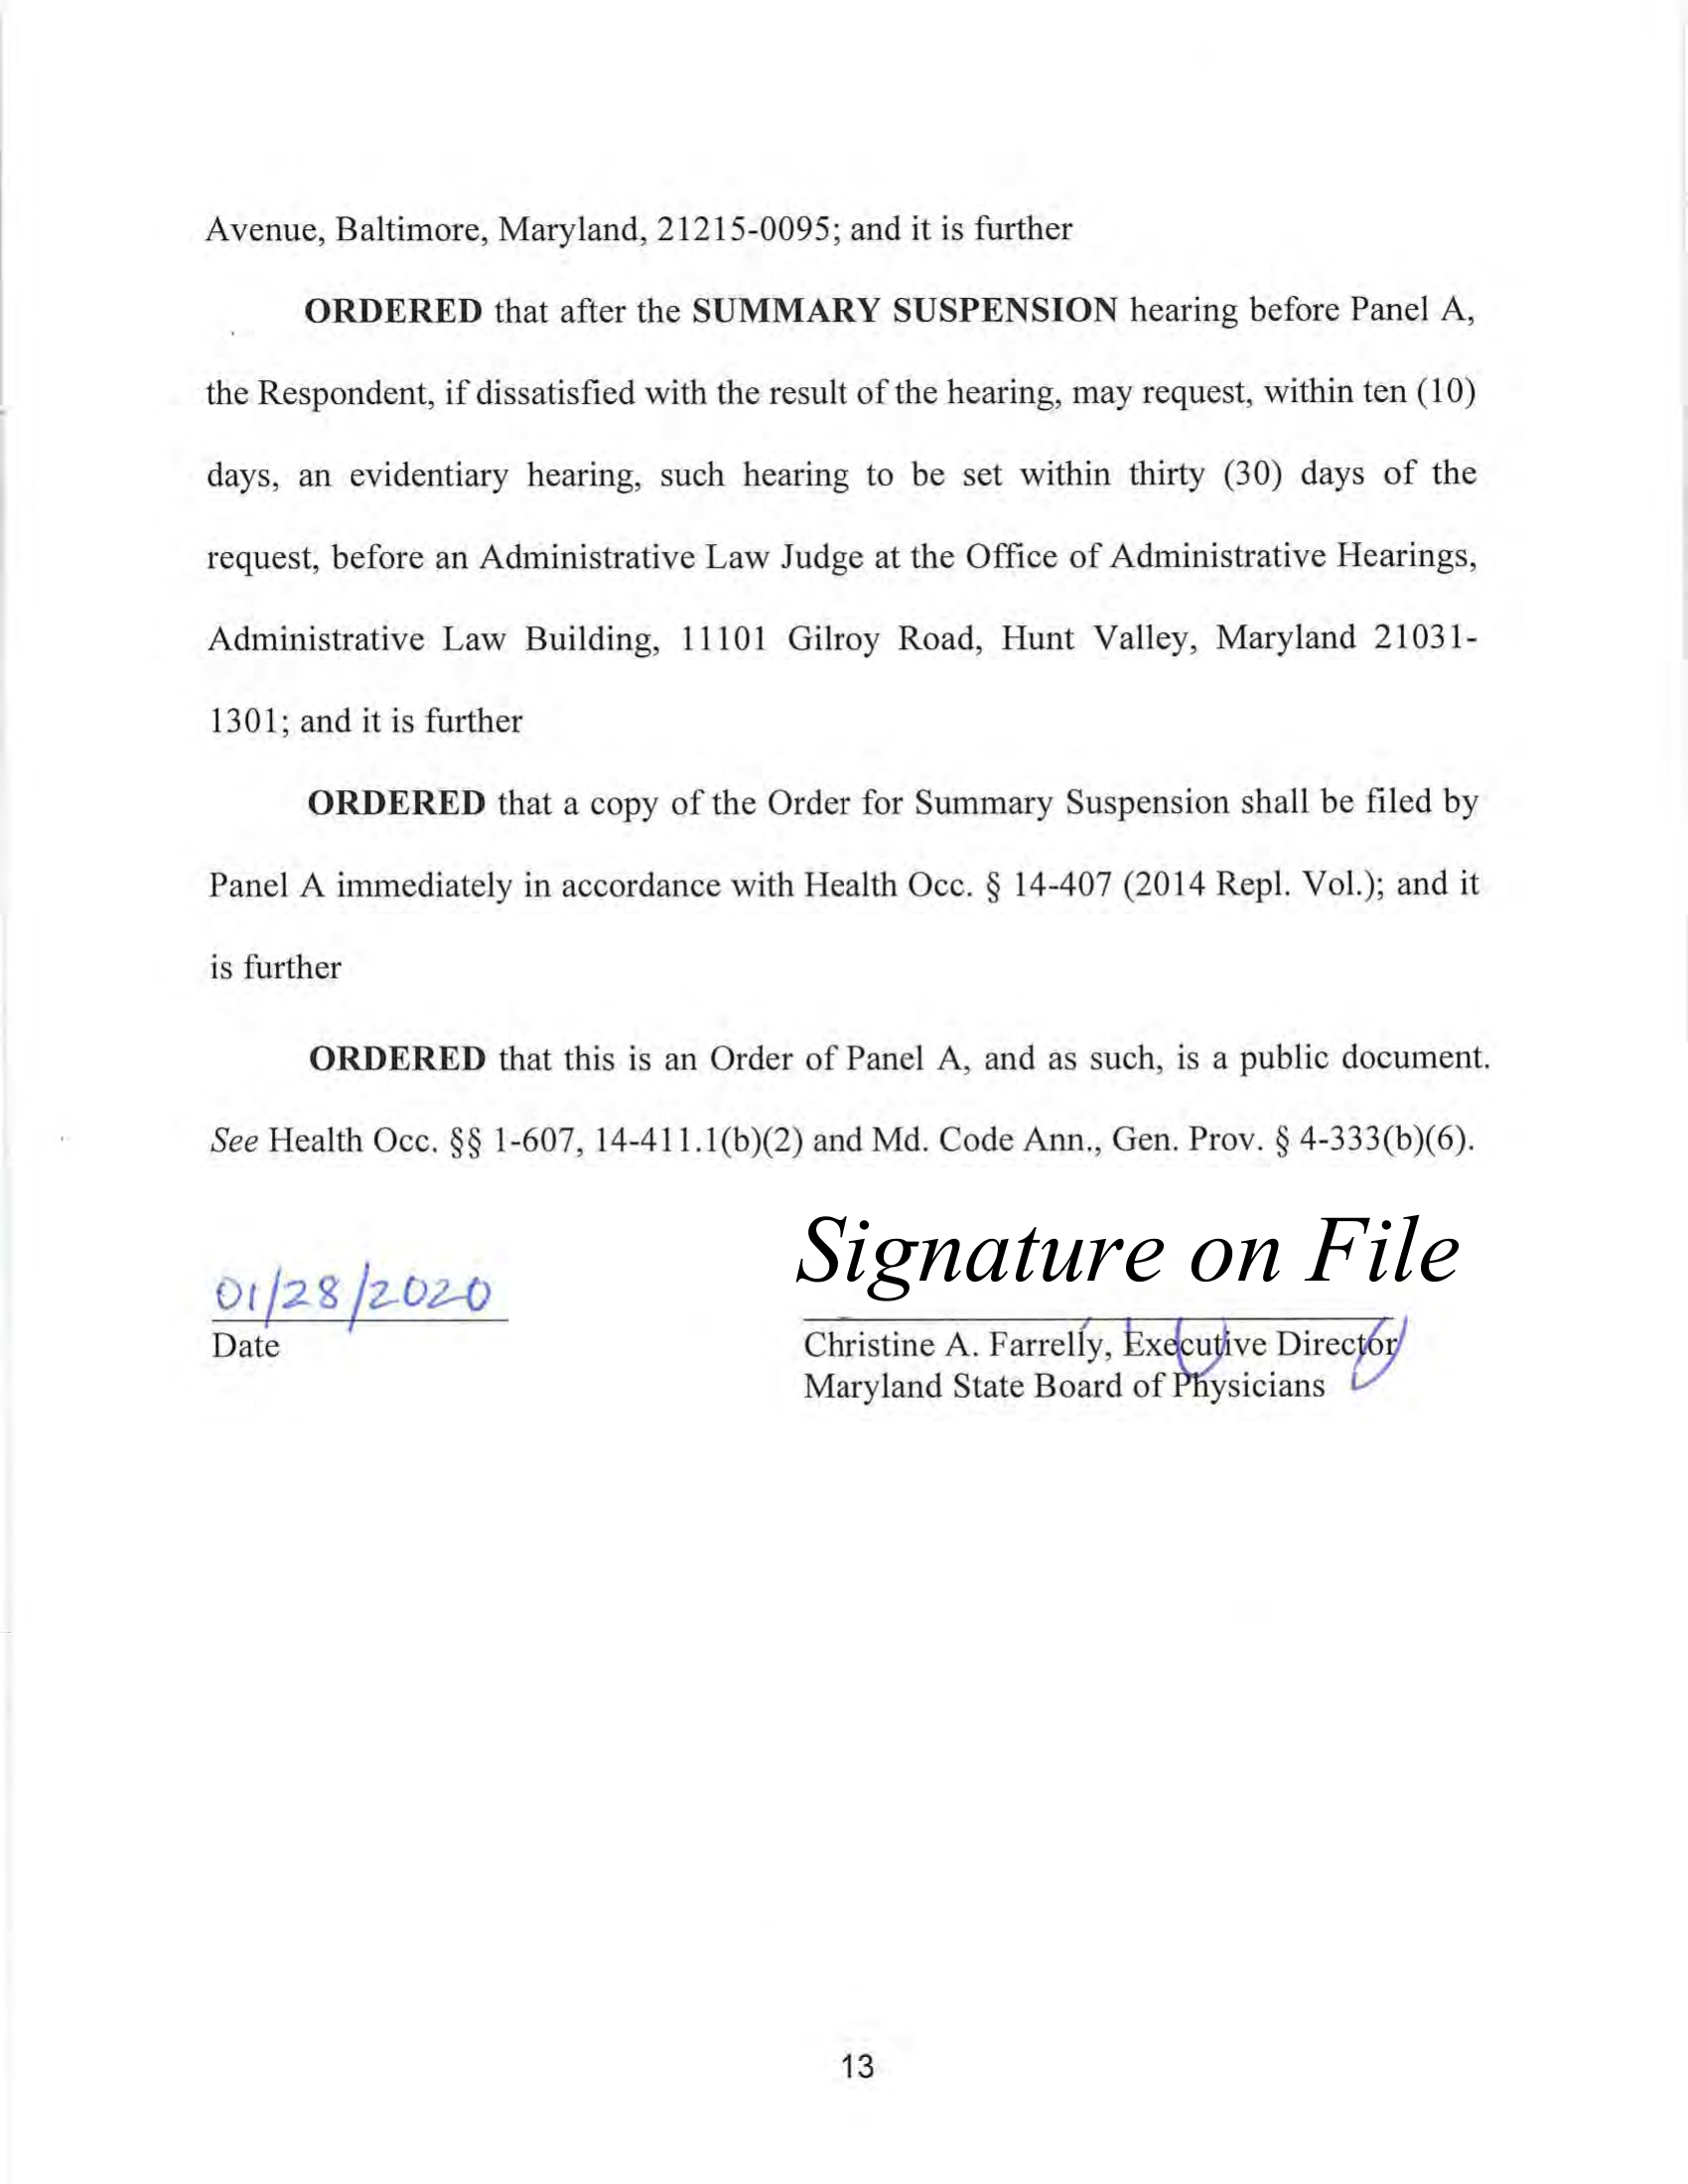 Avenue, Baltimore, Maryland, 21215-0095; and it is further
ORDERED that after the SUMMARY SUSPENSION hearing before Panel A,
the Respondent, if dissatisfied with the result of the hearing, may request, within ten (10)
days, an evidentiary hearing, such hearing to be set within thirty (30) days of the
request, before an Administrative Law Judge at the Office of Administrative Hearings,
Administrative Law Building, 11101 Gilroy Road, Hunt Valley, Maryland 21031-
1301; and it is further
ORDERED that a copy of the Order for Summary Suspension shall be filed by
Panel A immediately in accordance with Health Occ. § 14-407 (2014 Repl. Vol.); and it
is further
ORDERED that this is an Order of Panel A, and as such, is a public document.
See Health Occ. §§ 1-607, 14-411.1(b)(2) and Md. Code Ann., Gen. Prov. § 4-333(b)(6).
Signature on File
01/28/2020
Date
Christine A. Farrelly, Executive Director
Maryland State Board of Physicians
13